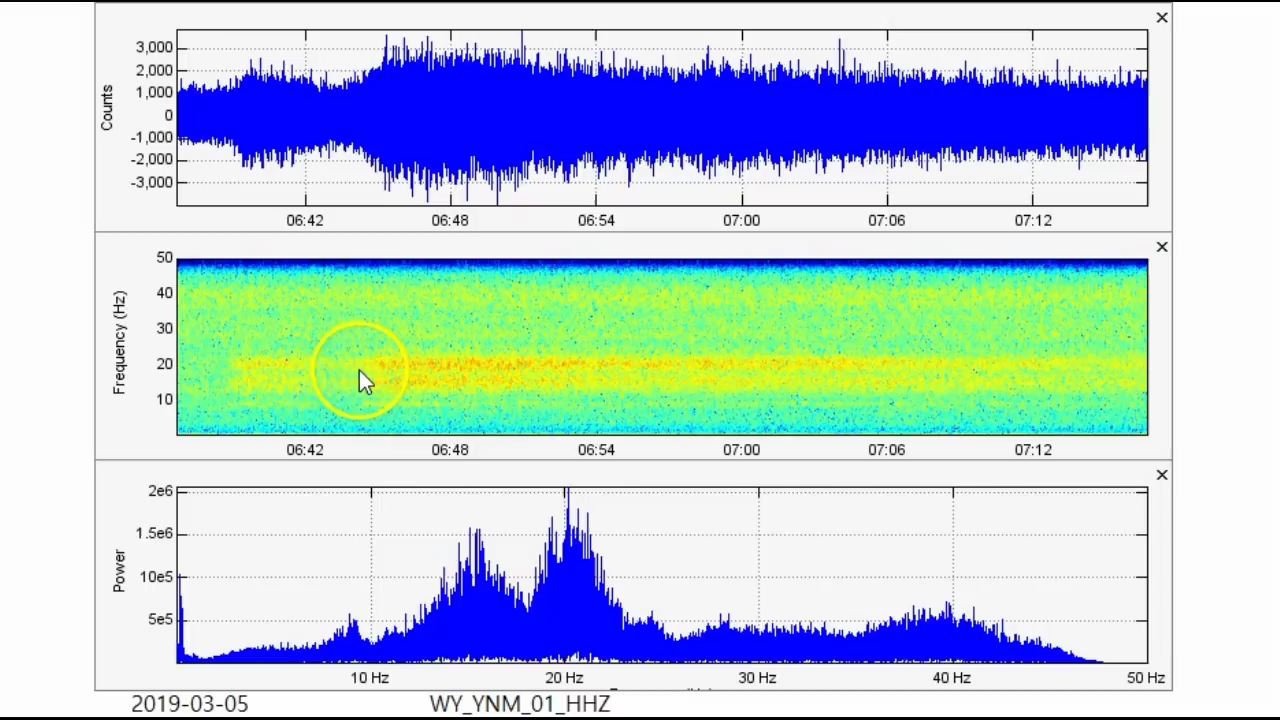 ×
3,000
2,000
1,000
0
-1,000
-2,000
-3,000
Counts
06:42 06:48 06:54 07:00 07:06 07:12
×
50
40
30
20
10
Frequency (Hz)
06:42 06:48 06:54 07:00 07:06 07:12
×
2e6
1.5e6
10e5
5e5
Power
10 Hz 20 Hz 30 Hz 40 Hz 50 Hz
2019-03-05 WY_YNM_01_HHZ